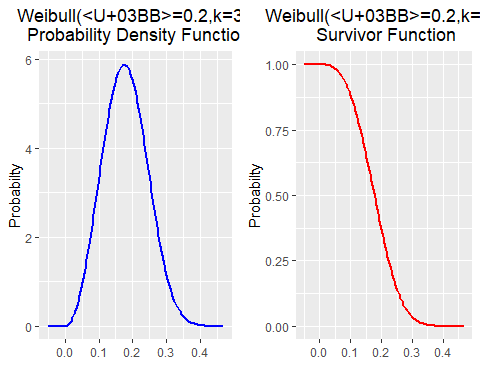 Weibull(<U+03BB>=0.2,k=3
Probability Density Functio
6
4
2
0
Probabilty
0.0 0.1 0.2 0.3 0.4
Weibull(<U+03BB>=0.2,k=
Survivor Function
1.00
0.75
0.50
0.25
0.00
Probabilty
0.0 0.1 0.2 0.3 0.4